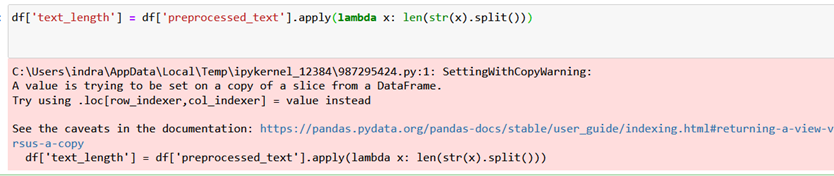 df['text_length'] = df['preprocessed_text'].apply(lambda x: len(str(x).split()))
C:\Users\indra\AppData\Local\Temp\ipykernel_12384\987295424.py:1: SettingWithCopyWarning:
A value is trying to be set on a copy of a slice from a DataFrame.
Try using .loc[row_indexer,col_indexer] = value instead
See the caveats in the documentation: https://pandas.pydata.org/pandas-docs/stable/user_guide/indexing.html#returning-a-view-v
rsus-a-copy
df['text_length'] = df['preprocessed_text'].apply(lambda x: len(str(x).split()))